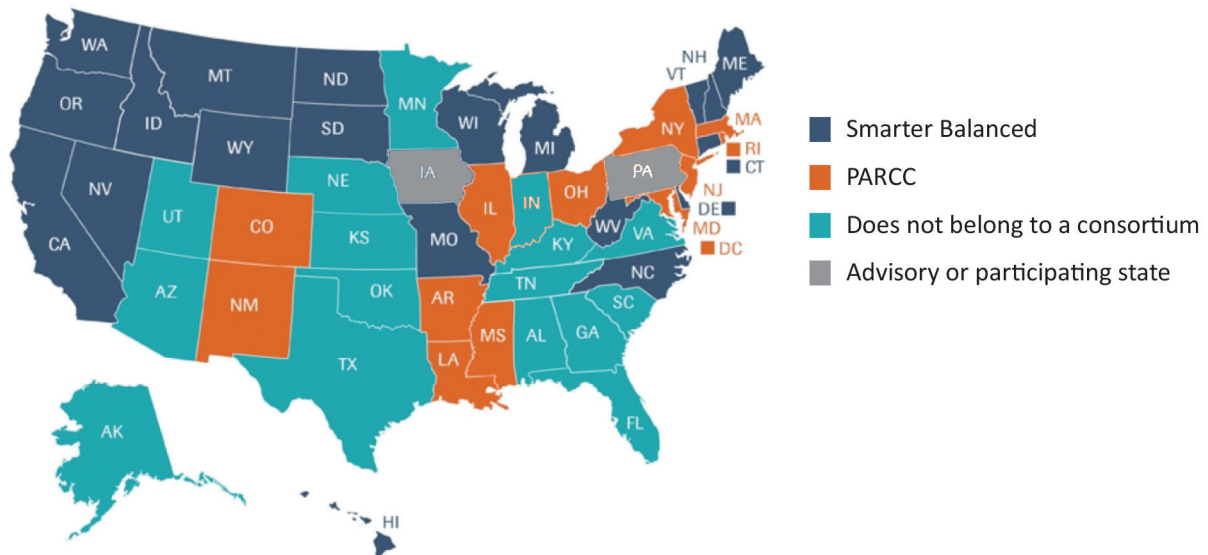 WA
MT
ND
MN
OR
ID
SD
WI
MI
WY
NH
VT
ME
NY
MA
RI
CT
NV
UT
NE
IA
IL
IN
OH
PA
NJ
DE
MD
DC
CA
CO
KS
MO
KY
WV
VA
AZ
NM
OK
AR
TN
NC
SC
TX
LA
MS
AL
GA
FL
AK
HI
Smarter Balanced
PARCC
Does not belong to a consortium
Advisory or participating state